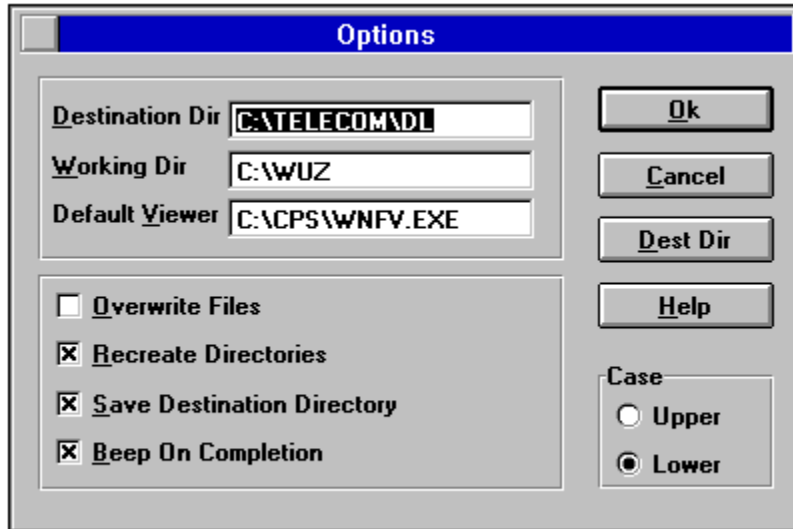 Options
Destination Dir C:\TELECOM\DL
Working Dir C:\WUZ
Default Viewer C:\CPS\WNFV.EXE
Overwrite Files
Recreate Directories
Save Destination Directory
Beep On Completion
Ok
Cancel
Dest Dir
Help
Case
Upper
Lower